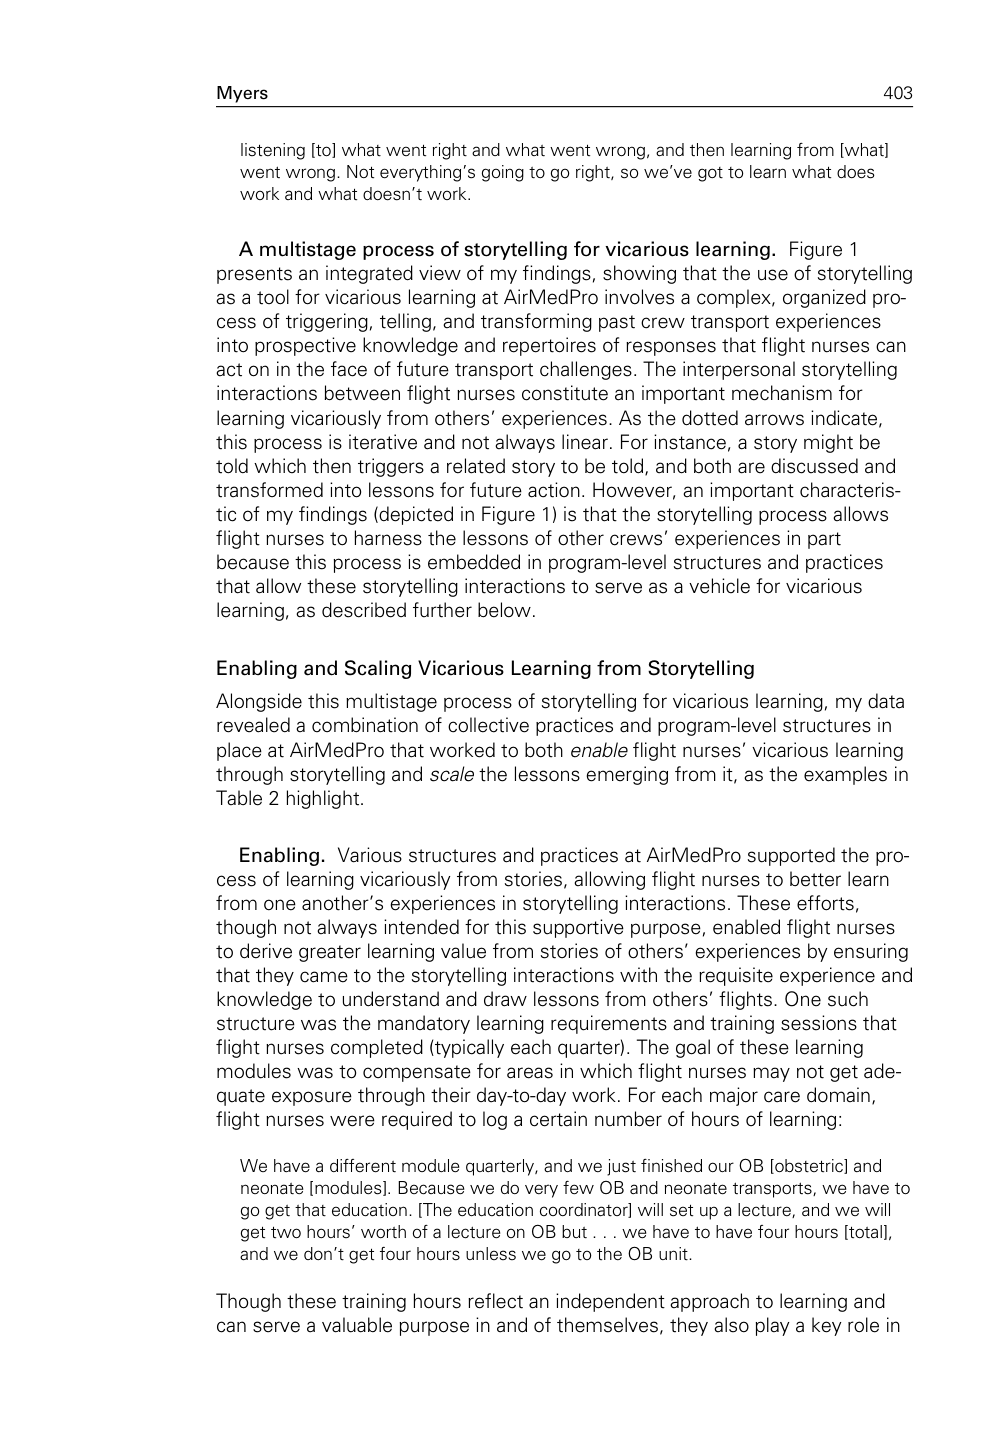 Myers 403
listening [to] what went right and what went wrong, and then learning from [what]
went wrong. Not everything's going to go right, so we've got to learn what does
work and what doesn't work.
A multistage process of storytelling for vicarious learning. Figure 1
presents an integrated view of my findings, showing that the use of storytelling
as a tool for vicarious learning at AirMedPro involves a complex, organized pro-
cess of triggering, telling, and transforming past crew transport experiences
into prospective knowledge and repertoires of responses that flight nurses can
act on in the face of future transport challenges. The interpersonal storytelling
interactions between flight nurses constitute an important mechanism for
learning vicariously from others' experiences. As the dotted arrows indicate,
this process is iterative and not always linear. For instance, a story might be
told which then triggers a related story to be told, and both are discussed and
transformed into lessons for future action. However, an important characteris-
tic of my findings (depicted in Figure 1) is that the storytelling process allows
flight nurses to harness the lessons of other crews' experiences in part
because this process is embedded in program-level structures and practices
that allow these storytelling interactions to serve as a vehicle for vicarious
learning, as described further below.
Enabling and Scaling Vicarious Learning from Storytelling
Alongside this multistage process of storytelling for vicarious learning, my data
revealed a combination of collective practices and program-level structures in
place at AirMedPro that worked to both enable flight nurses' vicarious learning
through storytelling and scale the lessons emerging from it, as the examples in
Table 2 highlight.
Enabling. Various structures and practices at AirMedPro supported the pro-
cess of learning vicariously from stories, allowing flight nurses to better learn
from one another's experiences in storytelling interactions. These efforts,
though not always intended for this supportive purpose, enabled flight nurses
to derive greater learning value from stories of others' experiences by ensuring
that they came to the storytelling interactions with the requisite experience and
knowledge to understand and draw lessons from others' flights. One such
structure was the mandatory learning requirements and training sessions that
flight nurses completed (typically each quarter). The goal of these learning
modules was to compensate for areas in which flight nurses may not get ade-
quate exposure through their day-to-day work. For each major care domain,
flight nurses were required to log a certain number of hours of learning:
We have a different module quarterly, and we just finished our OB [obstetric] and
neonate [modules]. Because we do very few OB and neonate transports, we have to
go get that education. [The education coordinator] will set up a lecture, and we will
get two hours' worth of a lecture on OB but . . . we have to have four hours [total],
and we don't get four hours unless we go to the OB unit.
Though these training hours reflect an independent approach to learning and
can serve a valuable purpose in and of themselves, they also play a key role in